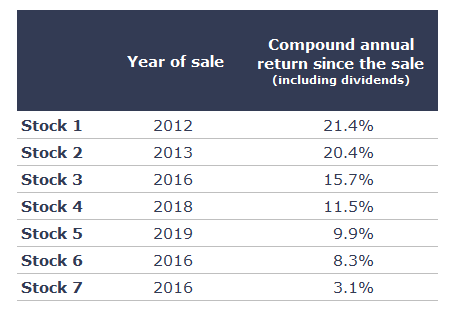 Year of sale
Compound annual
return since the sale
(including dividends)
Stock 1 2012 21.4%
Stock 2 2013 20.4%
Stock 3 2016 15.7%
Stock 4 2018 11.5%
Stock 5 2019 9.9%
Stock 6 2016 8.3%
Stock 7 2016 3.1%